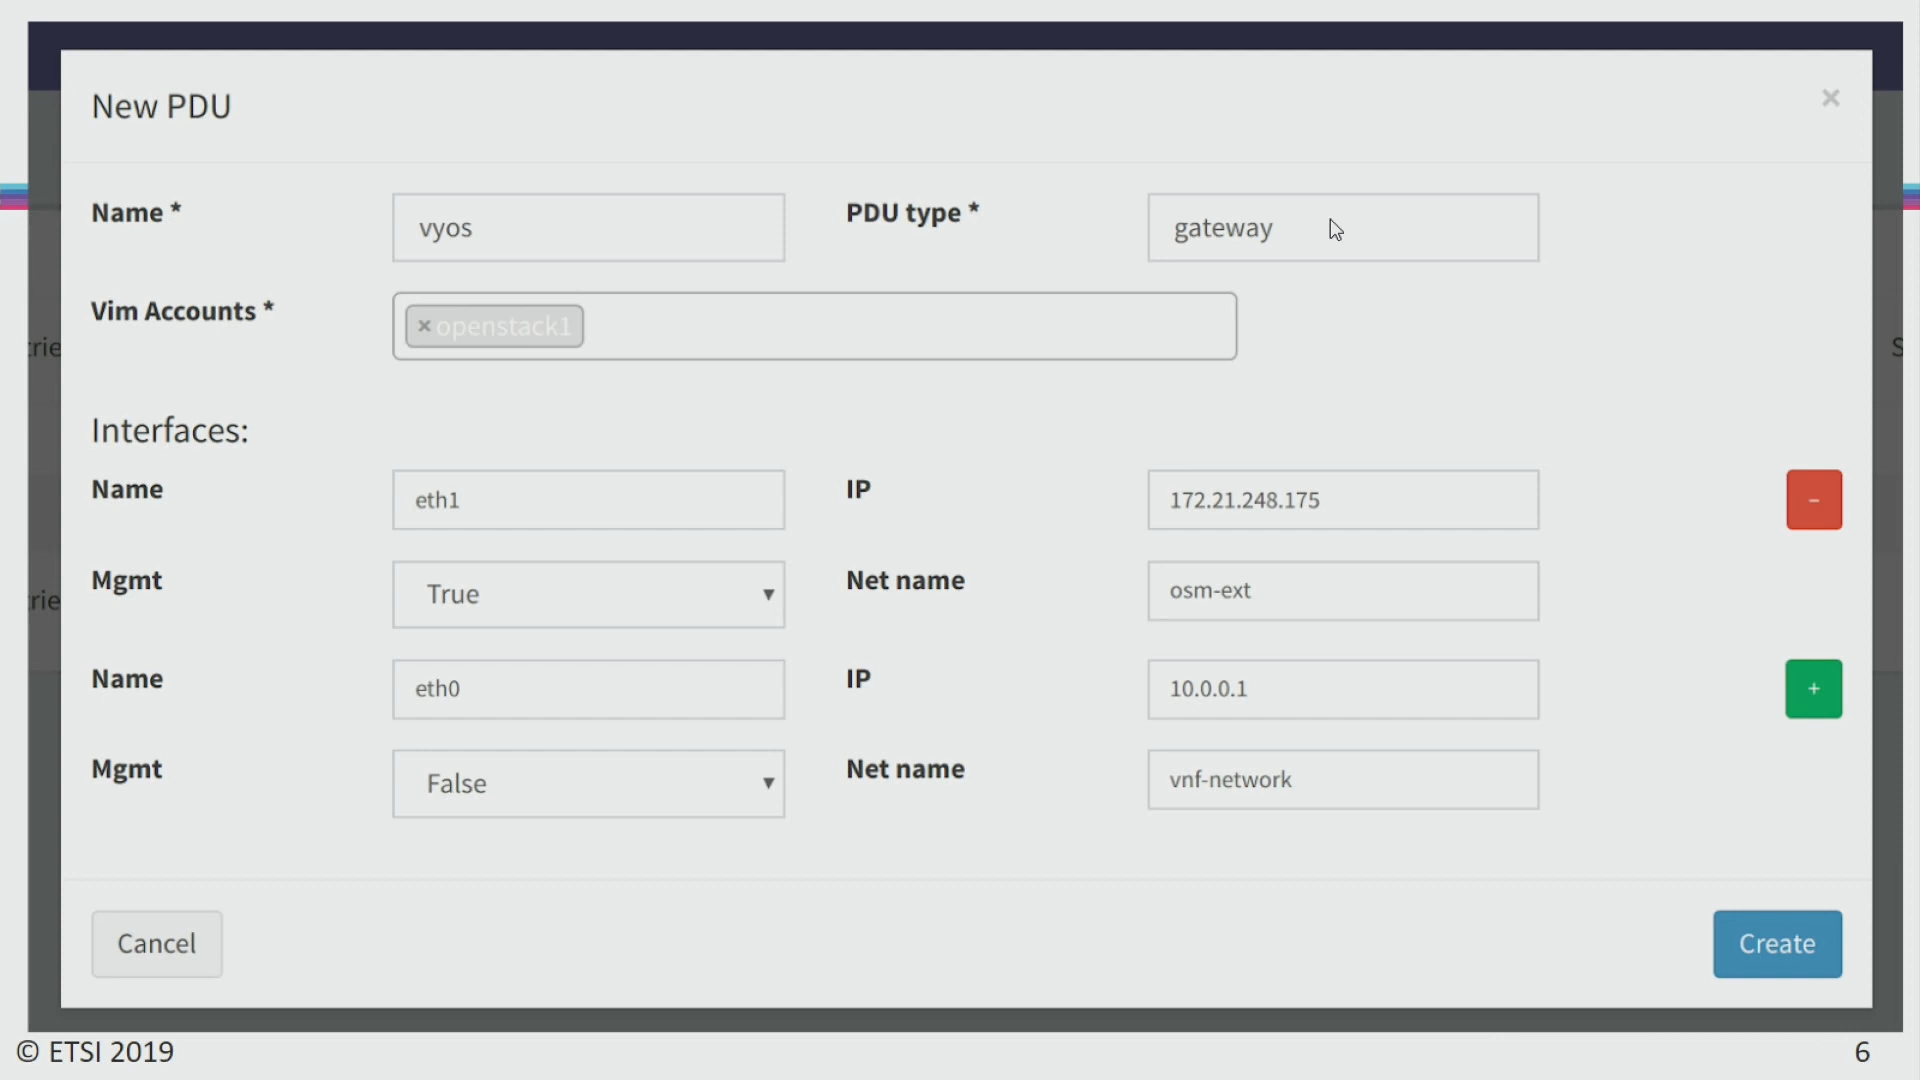 New PDU ×
Name * vyos PDU type * gateway
Vim Accounts * × openstack1
Interfaces:
Name eth1 IP 172.21.248.175 -
Mgmt True Net name osm-ext
Name eth0 IP 10.0.0.1 +
Mgmt False Net name vnf-network
Cancel Create
© ETSI 2019 6